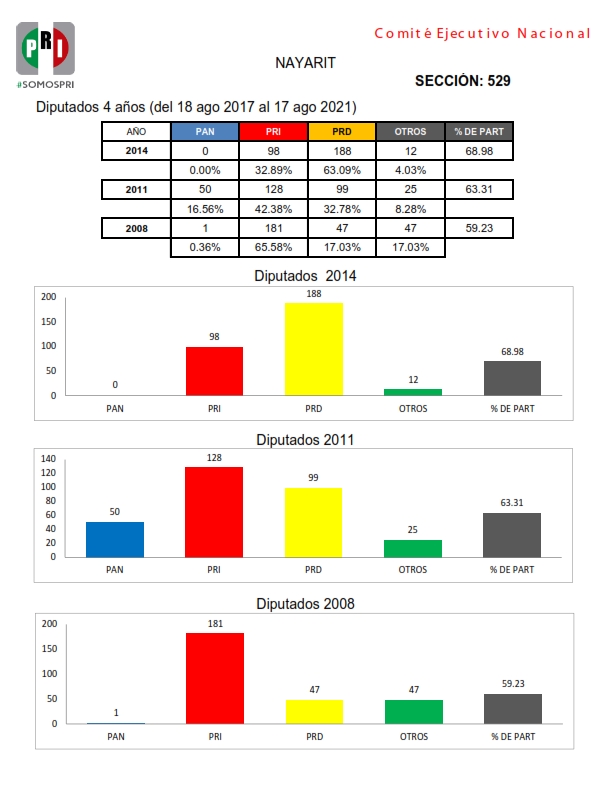 Comité Ejecutivo Nacional
PRI
#SOMOSPRI
NAYARIT
SECCIÓN: 529
Diputados 4 años (del 18 ago 2017 al 17 ago 2021)
AÑO PAN PRI PRD OTROS % DE PART
2014 0 98 188 12 68.98
0.00% 32.89% 63.09% 4.03%
2011 50 128 99 25 63.31
16.56% 42.38% 32.78% 8.28%
2008 1 181 47 47 59.23
0.36% 65.58% 17.03% 17.03%
Diputados 2014
200
150
100
50
0
0 98 188 12 68.98
PAN PRI PRD OTROS % DE PART
Diputados 2011
140
120
100
80
60
40
20
0
50 128 99 25 63.31
PAN PRI PRD OTROS % DE PART
Diputados 2008
200
150
100
50
0
1 181 47 47 59.23
PAN PRI PRD OTROS % DE PART